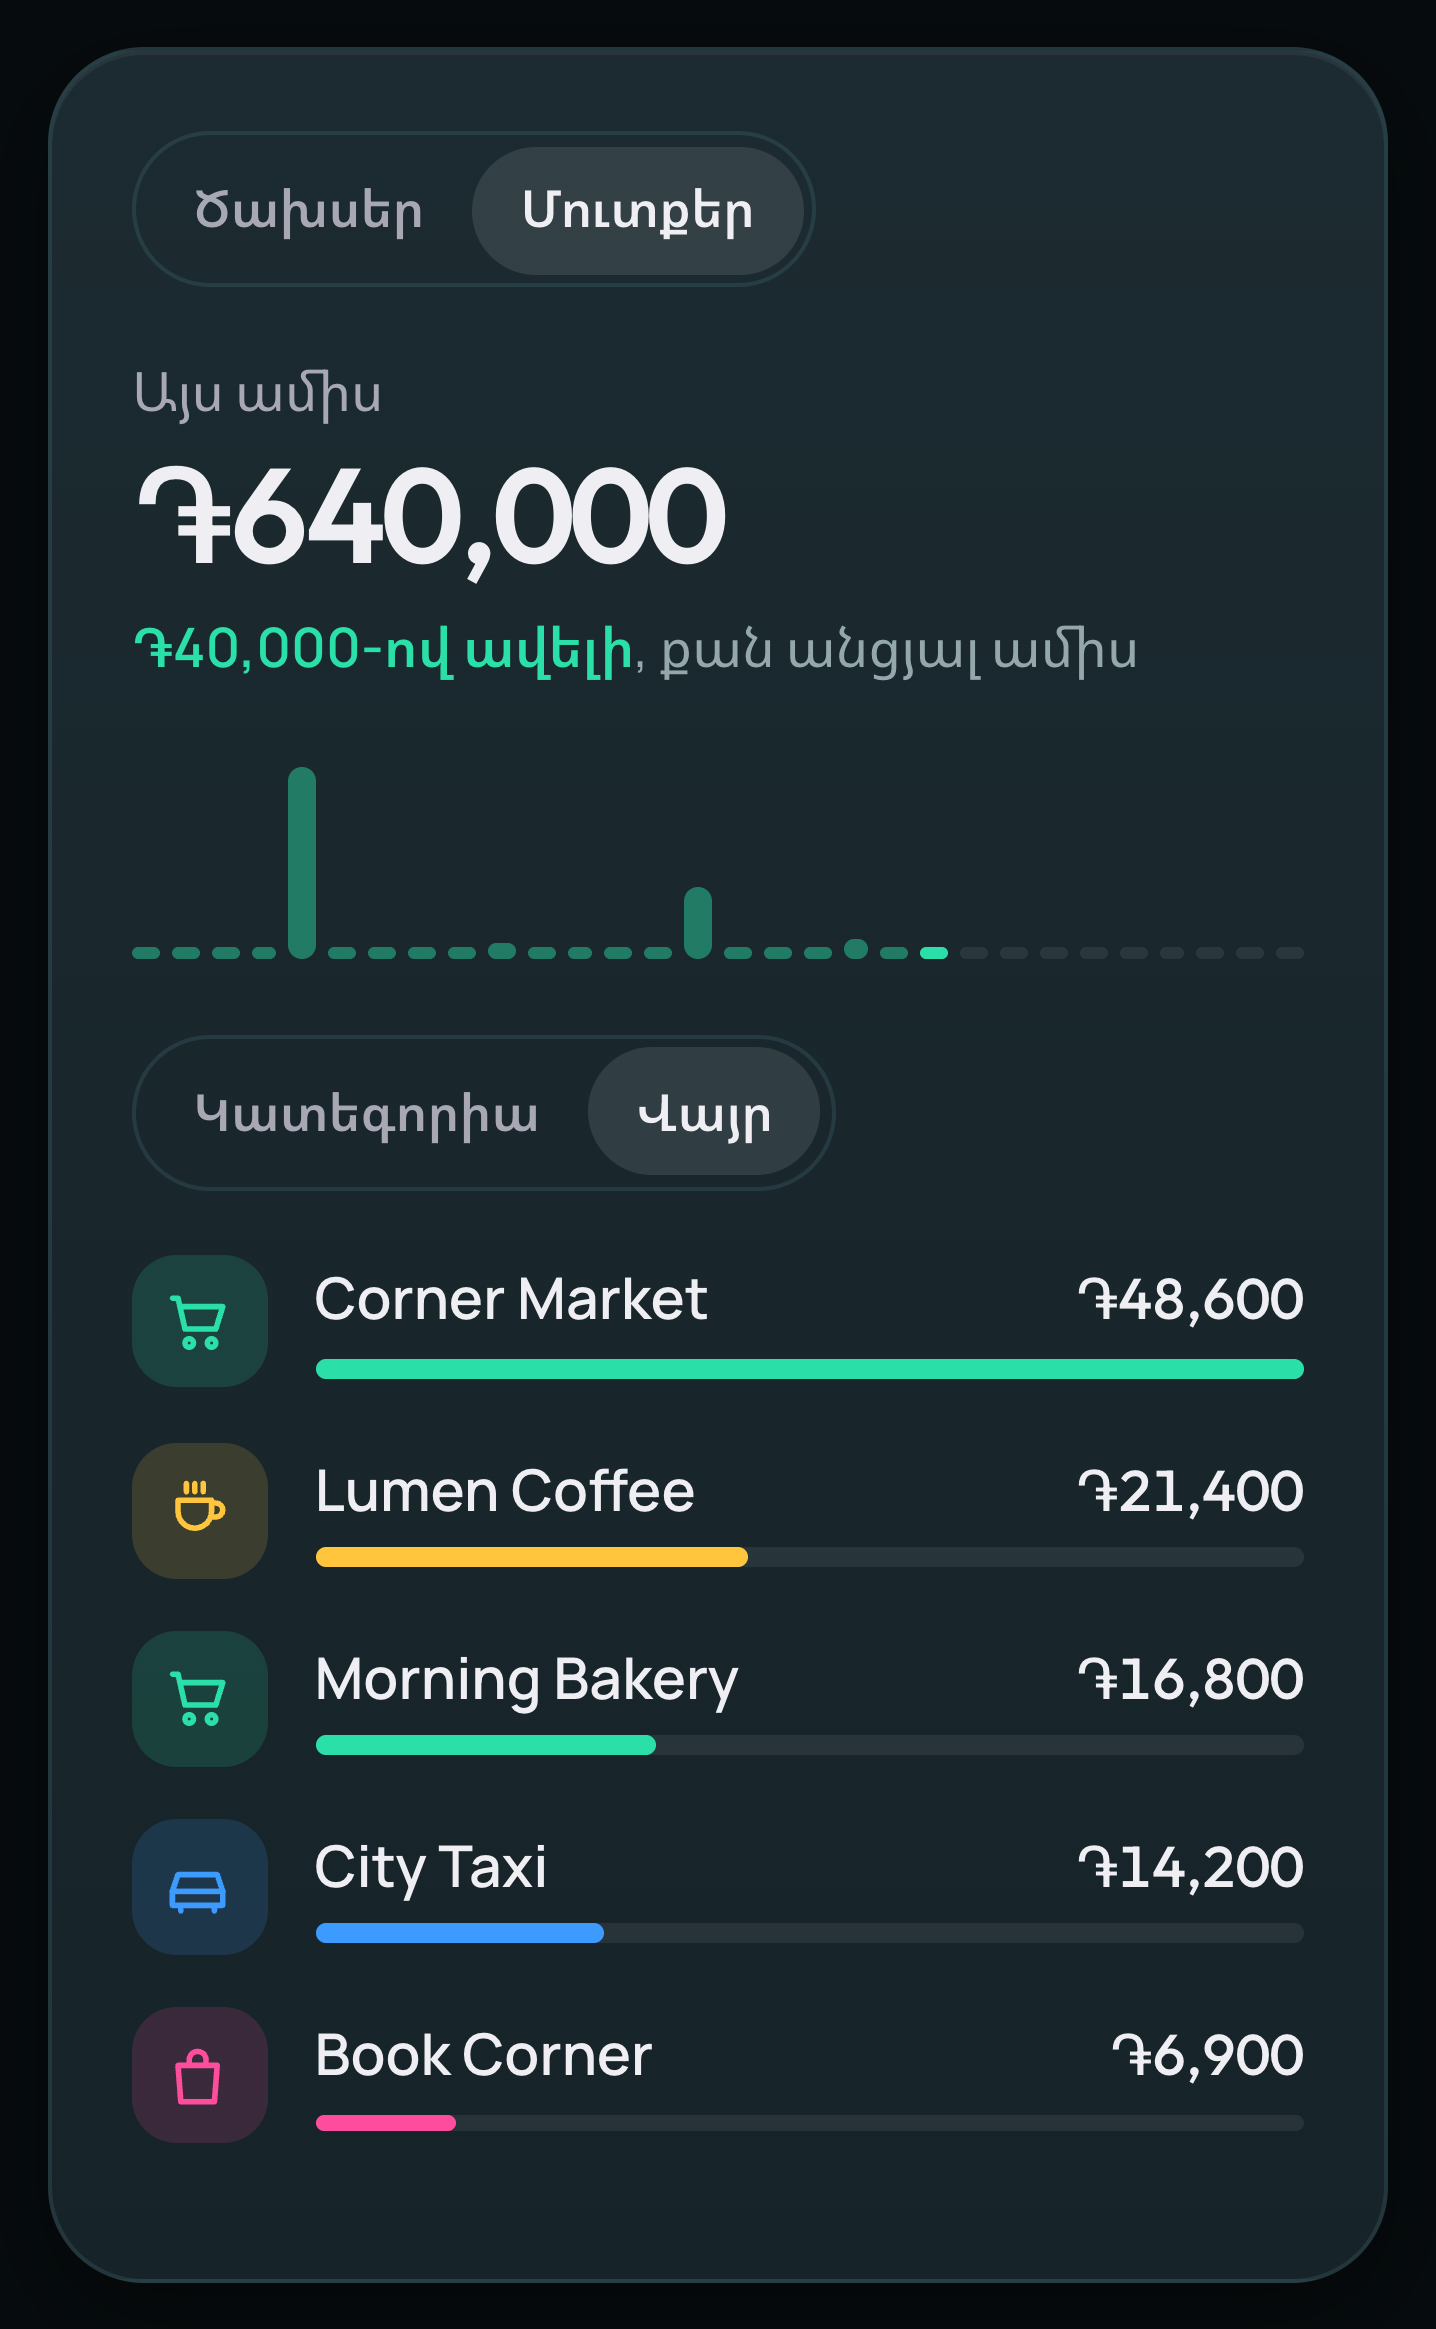 Ծախսեր Մուտքեր
Այս ամիս
֏640,000
֏40,000-ով ավելի, քան անցյալ ամիս
Կատեգորիա Վայր
Corner Market ֏48,600
Lumen Coffee ֏21,400
Morning Bakery ֏16,800
City Taxi ֏14,200
Book Corner ֏6,900